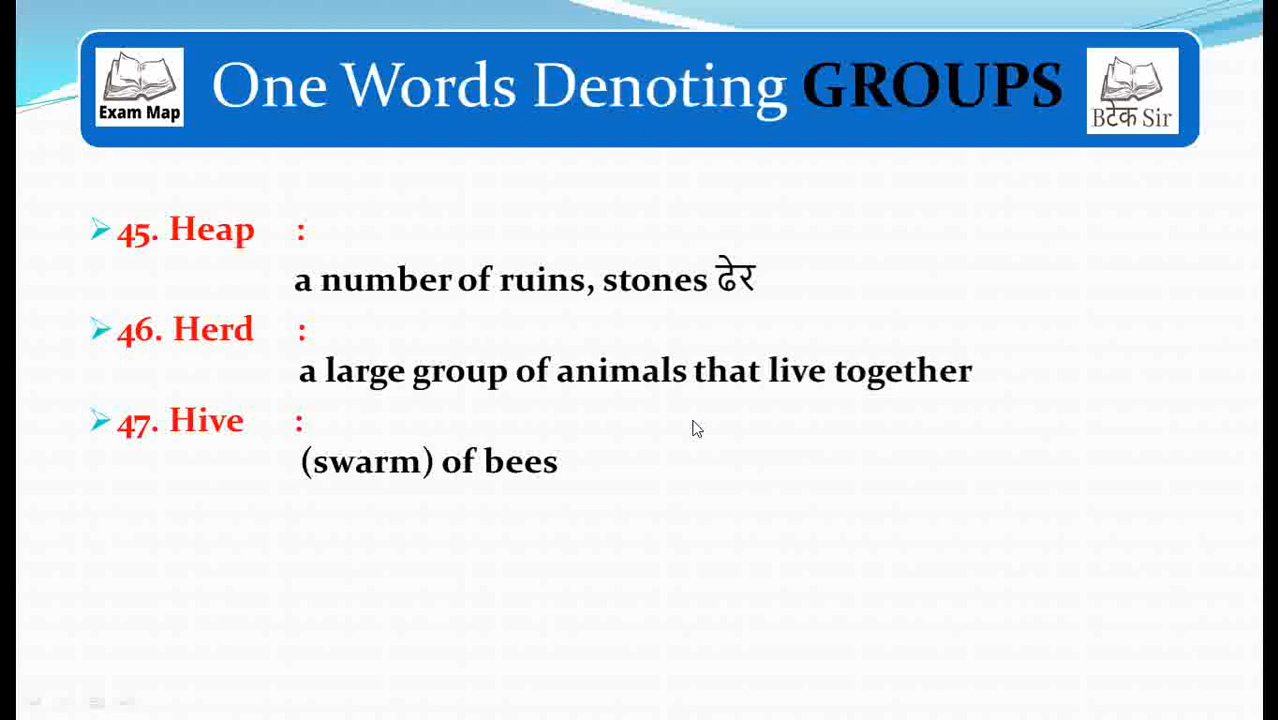 One Words Denoting GROUPS
Exam Map
Bटेक Sir
45. Heap :
a number of ruins, stones ढेर
46. Herd :
a large group of animals that live together
47. Hive :
(swarm) of bees